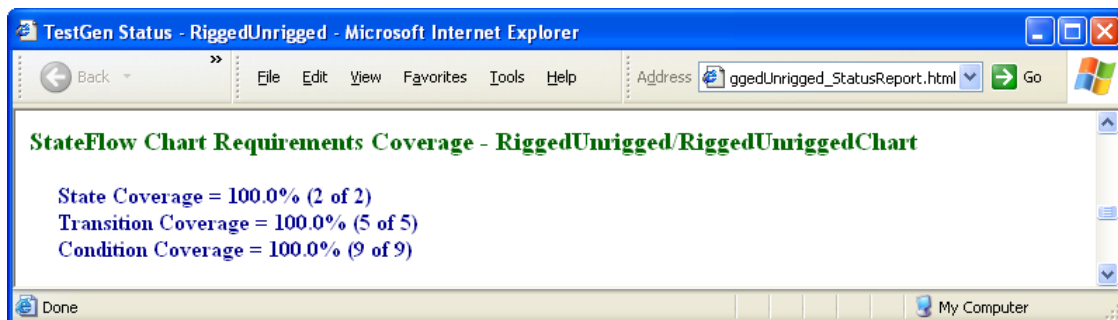 TestGen Status - RiggedUnrigged - Microsoft Internet Explorer
Back » File Edit View Favorites Tools Help Address ggedUnrigged_StatusReport.html Go
StateFlow Chart Requirements Coverage - RiggedUnrigged/RiggedUnriggedChart
State Coverage = 100.0% (2 of 2)
Transition Coverage = 100.0% (5 of 5)
Condition Coverage = 100.0% (9 of 9)
Done My Computer